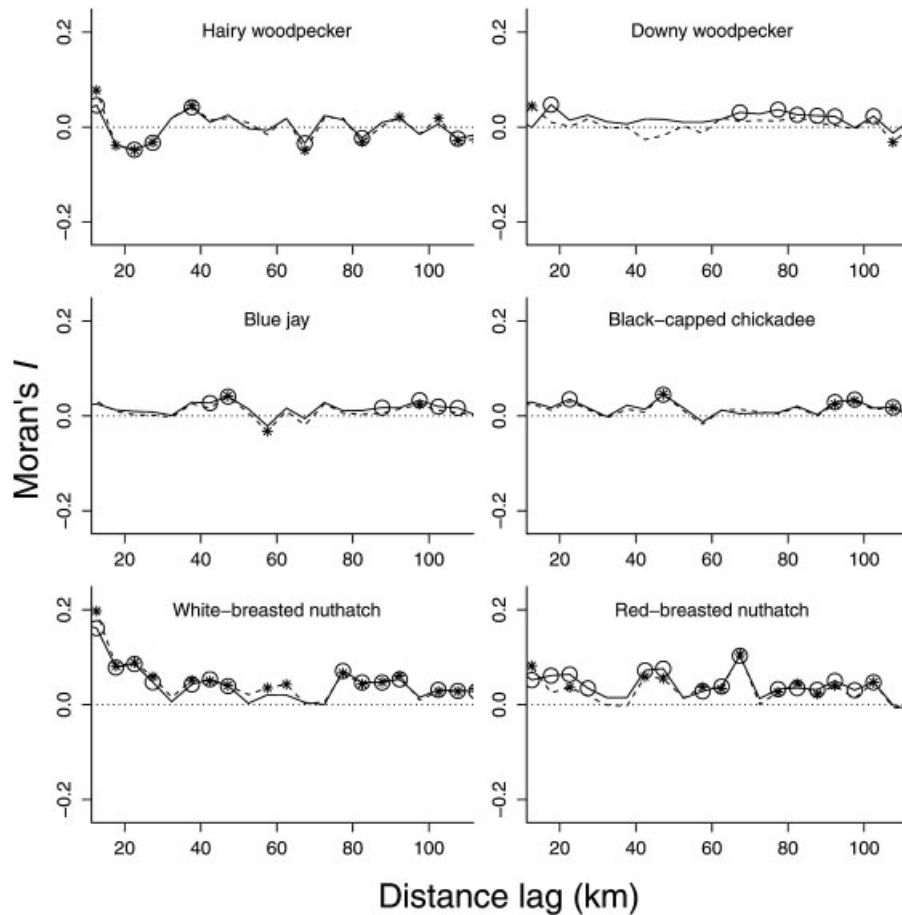 Hairy woodpecker
0.2
0.0
−0.2
20 40 60 80 100
Downy woodpecker
0.2
0.0
−0.2
20 40 60 80 100
Blue jay
0.2
0.0
−0.2
20 40 60 80 100
Black−capped chickadee
0.2
0.0
−0.2
20 40 60 80 100
White−breasted nuthatch
0.2
0.0
−0.2
20 40 60 80 100
Red−breasted nuthatch
0.2
0.0
−0.2
20 40 60 80 100
Moran's I
Distance lag (km)